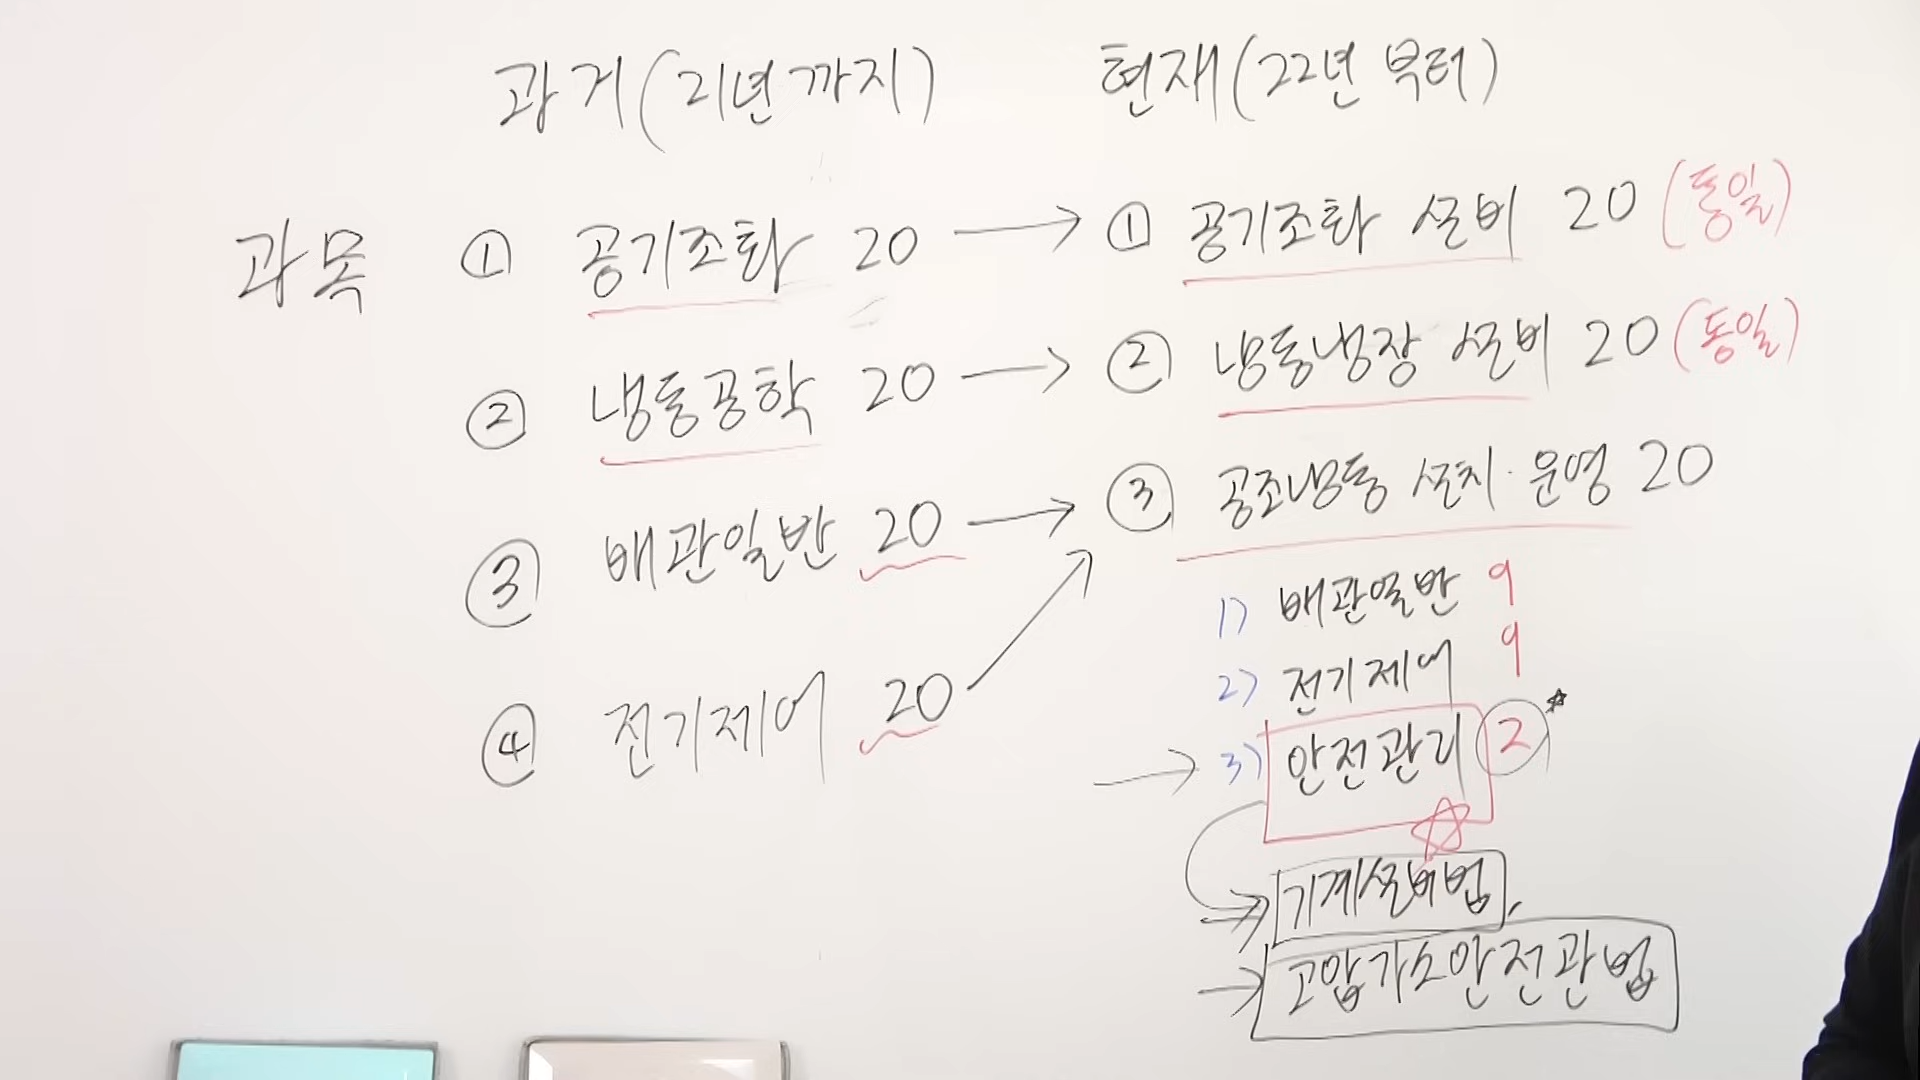 과거(21년까지) 현재(22년부터)
과목 ① 공기조화 20 → ① 공기조화 설비 20 (동일)
② 냉동공학 20 → ② 냉동냉장 설비 20 (동일)
③ 배관일반 20 → ③ 공조냉동 설치·운영 20
④ 전기제어 20
1) 배관일반 9
2) 전기제어 9
→ 3) 안전관리 2
→ 기계설비법,
→ 고압가스안전관법